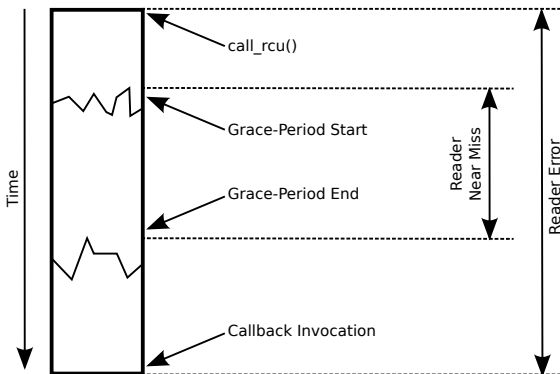 call_rcu()
Grace-Period Start
Grace-Period End
Callback Invocation
Time
Reader
Near Miss
Reader Error